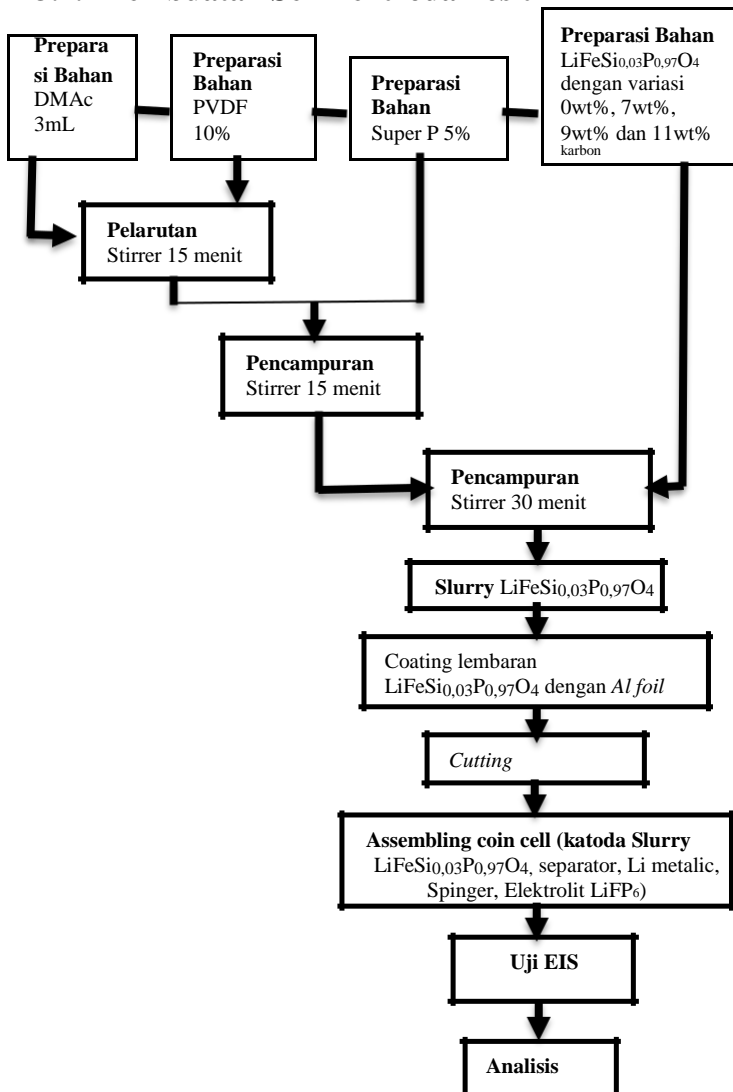 Prepara
si Bahan
DMAc
3mL
Preparasi
Bahan
PVDF
10%
Preparasi
Bahan
Super P 5%
Preparasi Bahan
LiFeSi0,03P0,97O4
dengan variasi
0wt%, 7wt%,
9wt% dan 11wt%
karbon
Pelarutan
Stirrer 15 menit
Pencampuran
Stirrer 15 menit
Pencampuran
Stirrer 30 menit
Slurry LiFeSi0,03P0,97O4
Coating lembaran
LiFeSi0,03P0,97O4 dengan Al foil
Cutting
Assembling coin cell (katoda Slurry
LiFeSi0,03P0,97O4, separator, Li metalic,
Spinger, Elektrolit LiFP6)
Uji EIS
Analisis